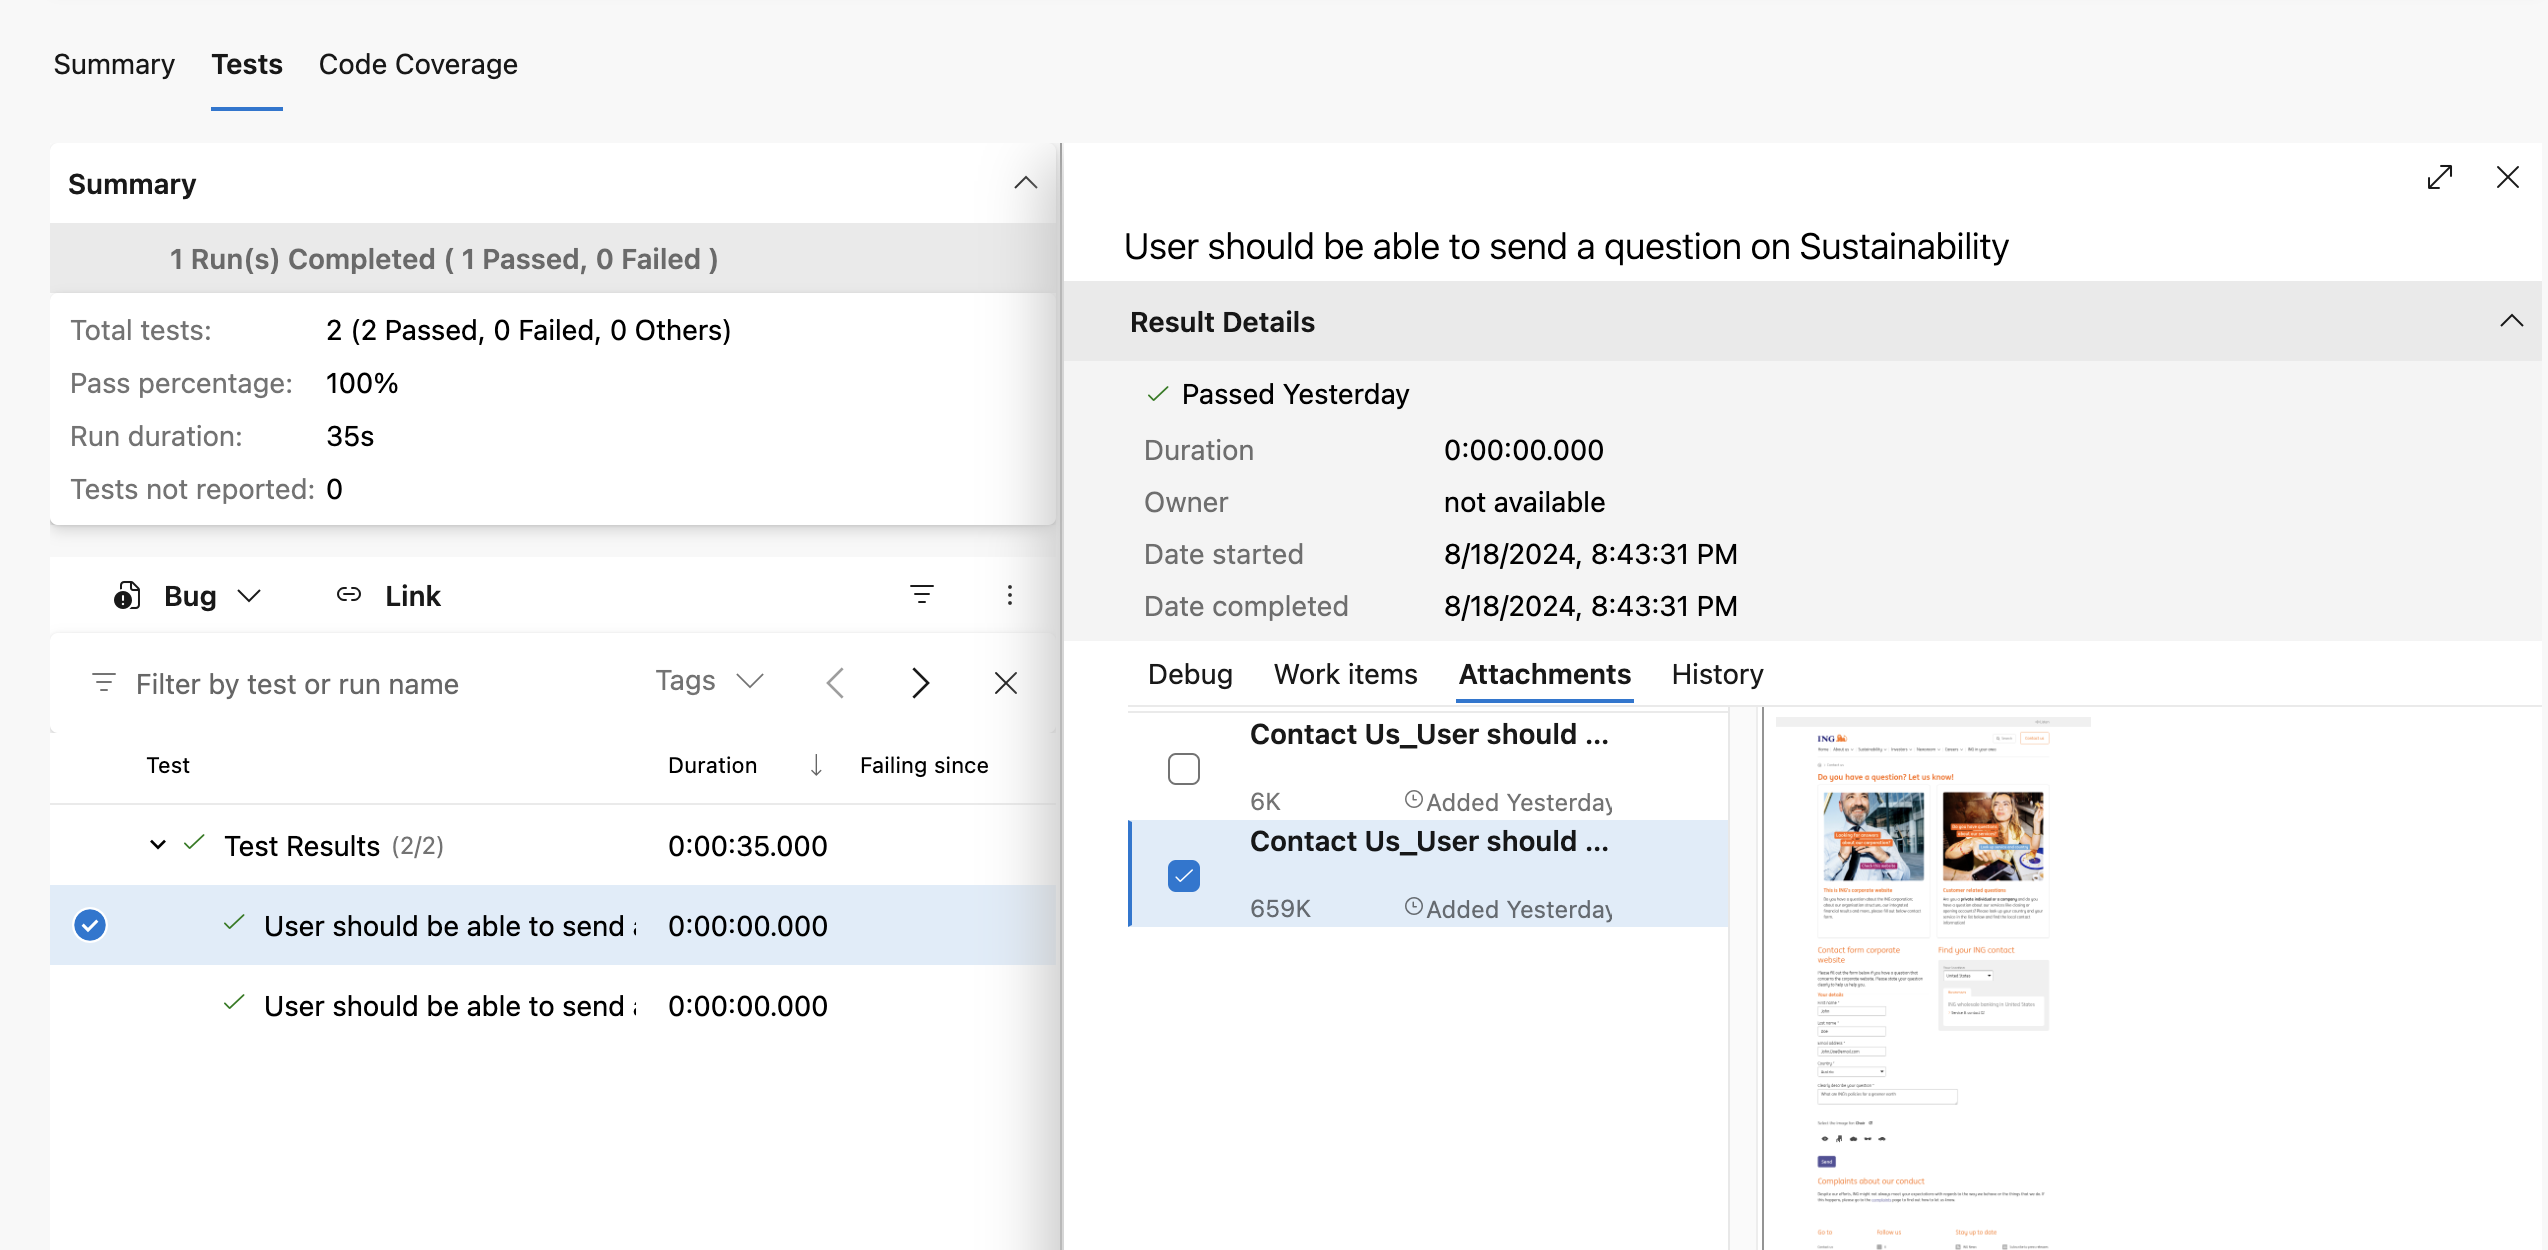 Summary Tests Code Coverage
Summary
1 Run(s) Completed ( 1 Passed, 0 Failed )
Total tests: 2 (2 Passed, 0 Failed, 0 Others)
Pass percentage: 100%
Run duration: 35s
Tests not reported: 0
Bug Link
Filter by test or run name Tags
Test Duration Failing since
Test Results (2/2) 0:00:35.000
User should be able to send 0:00:00.000
User should be able to send 0:00:00.000
User should be able to send a question on Sustainability
Result Details
Passed Yesterday
Duration 0:00:00.000
Owner not available
Date started 8/18/2024, 8:43:31 PM
Date completed 8/18/2024, 8:43:31 PM
Debug Work items Attachments History
Contact Us_User should ...
6K Added Yesterday
Contact Us_User should ...
659K Added Yesterday
ING
Do you have a question? Let us know!
This is ING's corporate website
Customer related questions
Contact form corporate
website
Find your ING contact
Your details
United States
ING wholesale banking in United States
Send
Complaints about our conduct
Go to Follow us Stay up to date